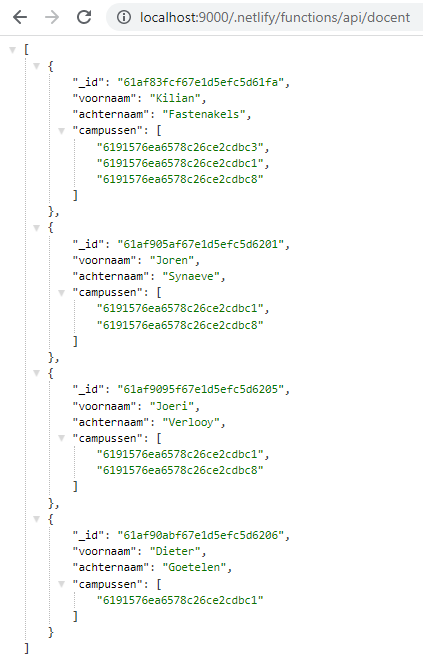 localhost:9000/.netlify/functions/api/docent
[
{
"_id": "61af83fcf67e1d5efc5d61fa",
"voornaam": "Kilian",
"achternaam": "Fastenakels",
"campussen": [
"6191576ea6578c26ce2cdbc3",
"6191576ea6578c26ce2cdbc1",
"6191576ea6578c26ce2cdbc8"
]
},
{
"_id": "61af905af67e1d5efc5d6201",
"voornaam": "Joren",
"achternaam": "Synaeve",
"campussen": [
"6191576ea6578c26ce2cdbc1",
"6191576ea6578c26ce2cdbc8"
]
},
{
"_id": "61af9095f67e1d5efc5d6205",
"voornaam": "Joeri",
"achternaam": "Verlooy",
"campussen": [
"6191576ea6578c26ce2cdbc1",
"6191576ea6578c26ce2cdbc8"
]
},
{
"_id": "61af90abf67e1d5efc5d6206",
"voornaam": "Dieter",
"achternaam": "Goetelen",
"campussen": [
"6191576ea6578c26ce2cdbc1"
]
}
]